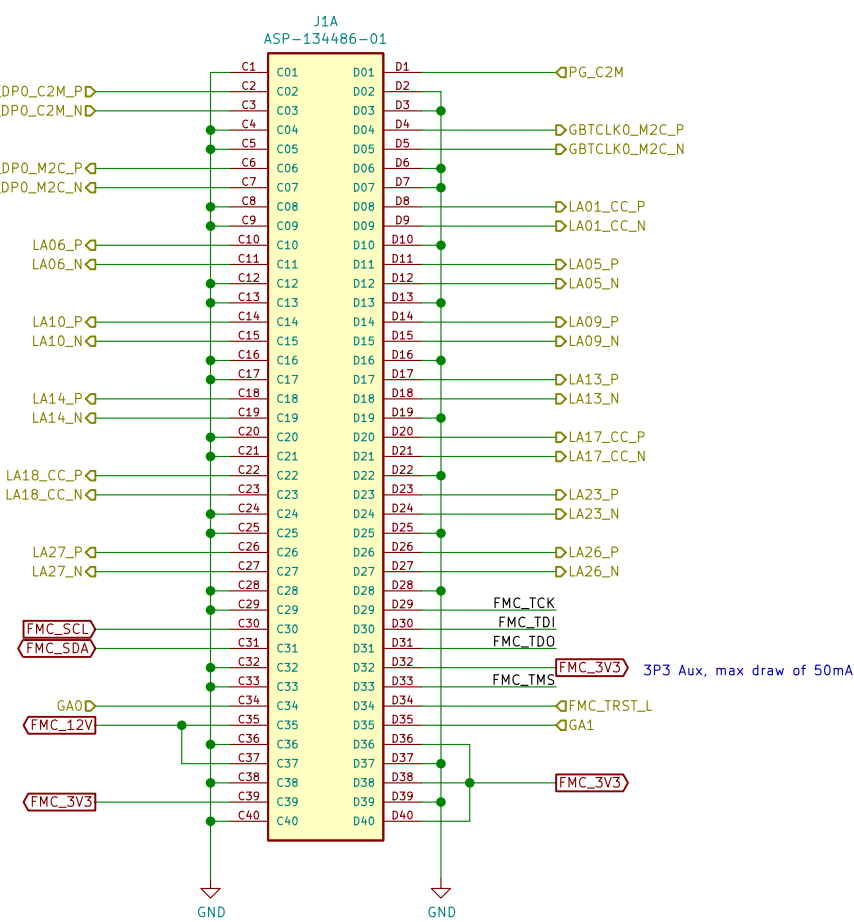 J1A
ASP-134486-01
C1 C01 D01 D1 PG_C2M
DP0_C2M_P C2 C02 D02 D2
DP0_C2M_N C3 C03 D03 D3
C4 C04 D04 D4 GBTCLK0_M2C_P
C5 C05 D05 D5 GBTCLK0_M2C_N
DP0_M2C_P C6 C06 D06 D6
DP0_M2C_N C7 C07 D07 D7
C8 C08 D08 D8 LA01_CC_P
C9 C09 D09 D9 LA01_CC_N
LA06_P C10 C10 D10 D10
LA06_N C11 C11 D11 D11 LA05_P
C12 C12 D12 D12 LA05_N
C13 C13 D13 D13
LA10_P C14 C14 D14 D14 LA09_P
LA10_N C15 C15 D15 D15 LA09_N
C16 C16 D16 D16
C17 C17 D17 D17 LA13_P
LA14_P C18 C18 D18 D18 LA13_N
LA14_N C19 C19 D19 D19
C20 C20 D20 D20 LA17_CC_P
C21 C21 D21 D21 LA17_CC_N
LA18_CC_P C22 C22 D22 D22
LA18_CC_N C23 C23 D23 D23 LA23_P
C24 C24 D24 D24 LA23_N
C25 C25 D25 D25
LA27_P C26 C26 D26 D26 LA26_P
LA27_N C27 C27 D27 D27 LA26_N
C28 C28 D28 D28
C29 C29 D29 D29 FMC_TCK
FMC_SCL C30 C30 D30 D30 FMC_TDI
FMC_SDA C31 C31 D31 D31 FMC_TDO
C32 C32 D32 D32 FMC_3V3 3P3 Aux, max draw of 50mA
C33 C33 D33 D33 FMC_TMS
GA0 C34 C34 D34 D34 FMC_TRST_L
FMC_12V C35 C35 D35 D35 GA1
C36 C36 D36 D36
C37 C37 D37 D37
C38 C38 D38 D38 FMC_3V3
FMC_3V3 C39 C39 D39 D39
C40 C40 D40 D40
GND GND